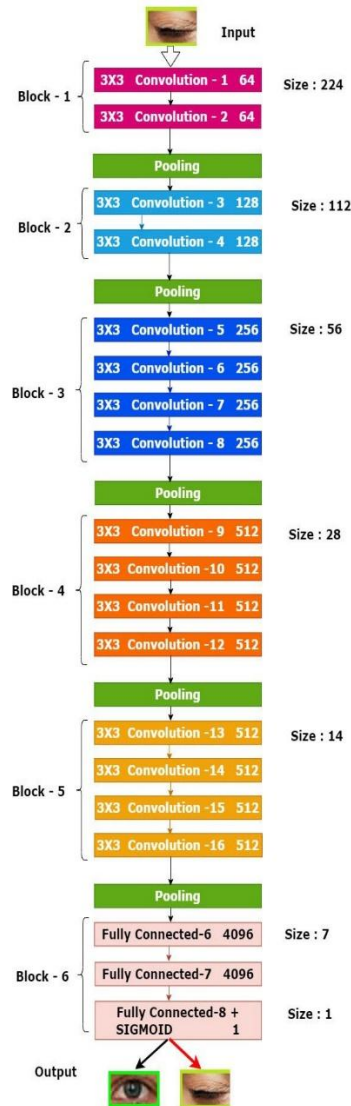 Input
Block - 1
3X3 Convolution - 1 64
Size : 224
3X3 Convolution - 2 64
Pooling
Block - 2
3X3 Convolution - 3 128
Size : 112
3X3 Convolution - 4 128
Pooling
Block - 3
3X3 Convolution - 5 256
Size : 56
3X3 Convolution - 6 256
3X3 Convolution - 7 256
3X3 Convolution - 8 256
Pooling
Block - 4
3X3 Convolution - 9 512
Size : 28
3X3 Convolution -10 512
3X3 Convolution -11 512
3X3 Convolution -12 512
Pooling
Block - 5
3X3 Convolution -13 512
Size : 14
3X3 Convolution -14 512
3X3 Convolution -15 512
3X3 Convolution -16 512
Pooling
Block - 6
Fully Connected-6 4096
Size : 7
Fully Connected-7 4096
Fully Connected-8 +
SIGMOID 1
Size : 1
Output